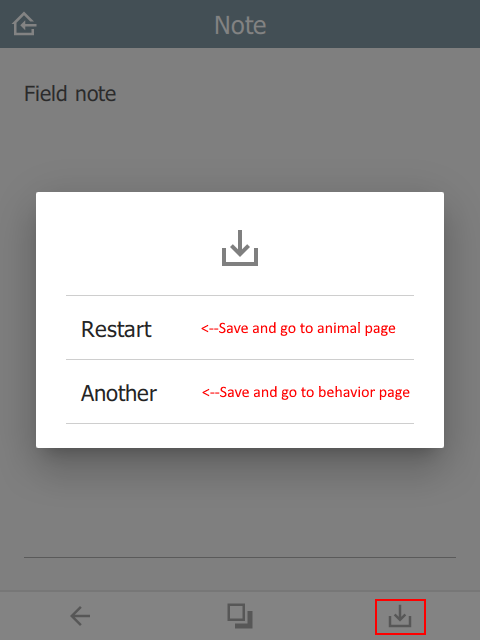 Note
Field note
Restart <--Save and go to animal page
Another <--Save and go to behavior page